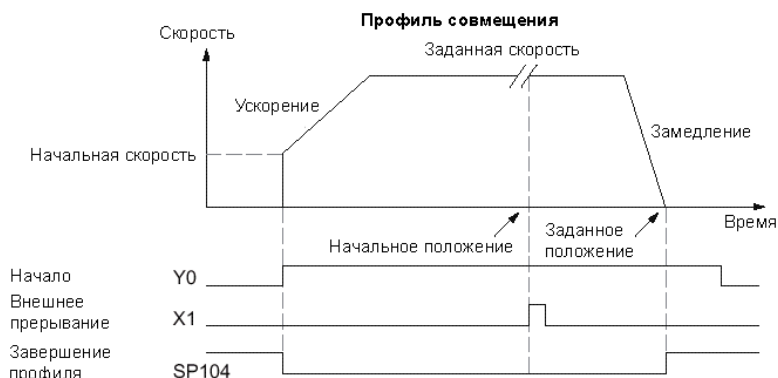 Профиль совмещения
Скорость
Заданная скорость
Ускорение
Замедление
Начальная скорость
Время
Начальное положение
Заданное
положение
Начало Y0
Внешнее
прерывание X1
Завершение
профиля SP104